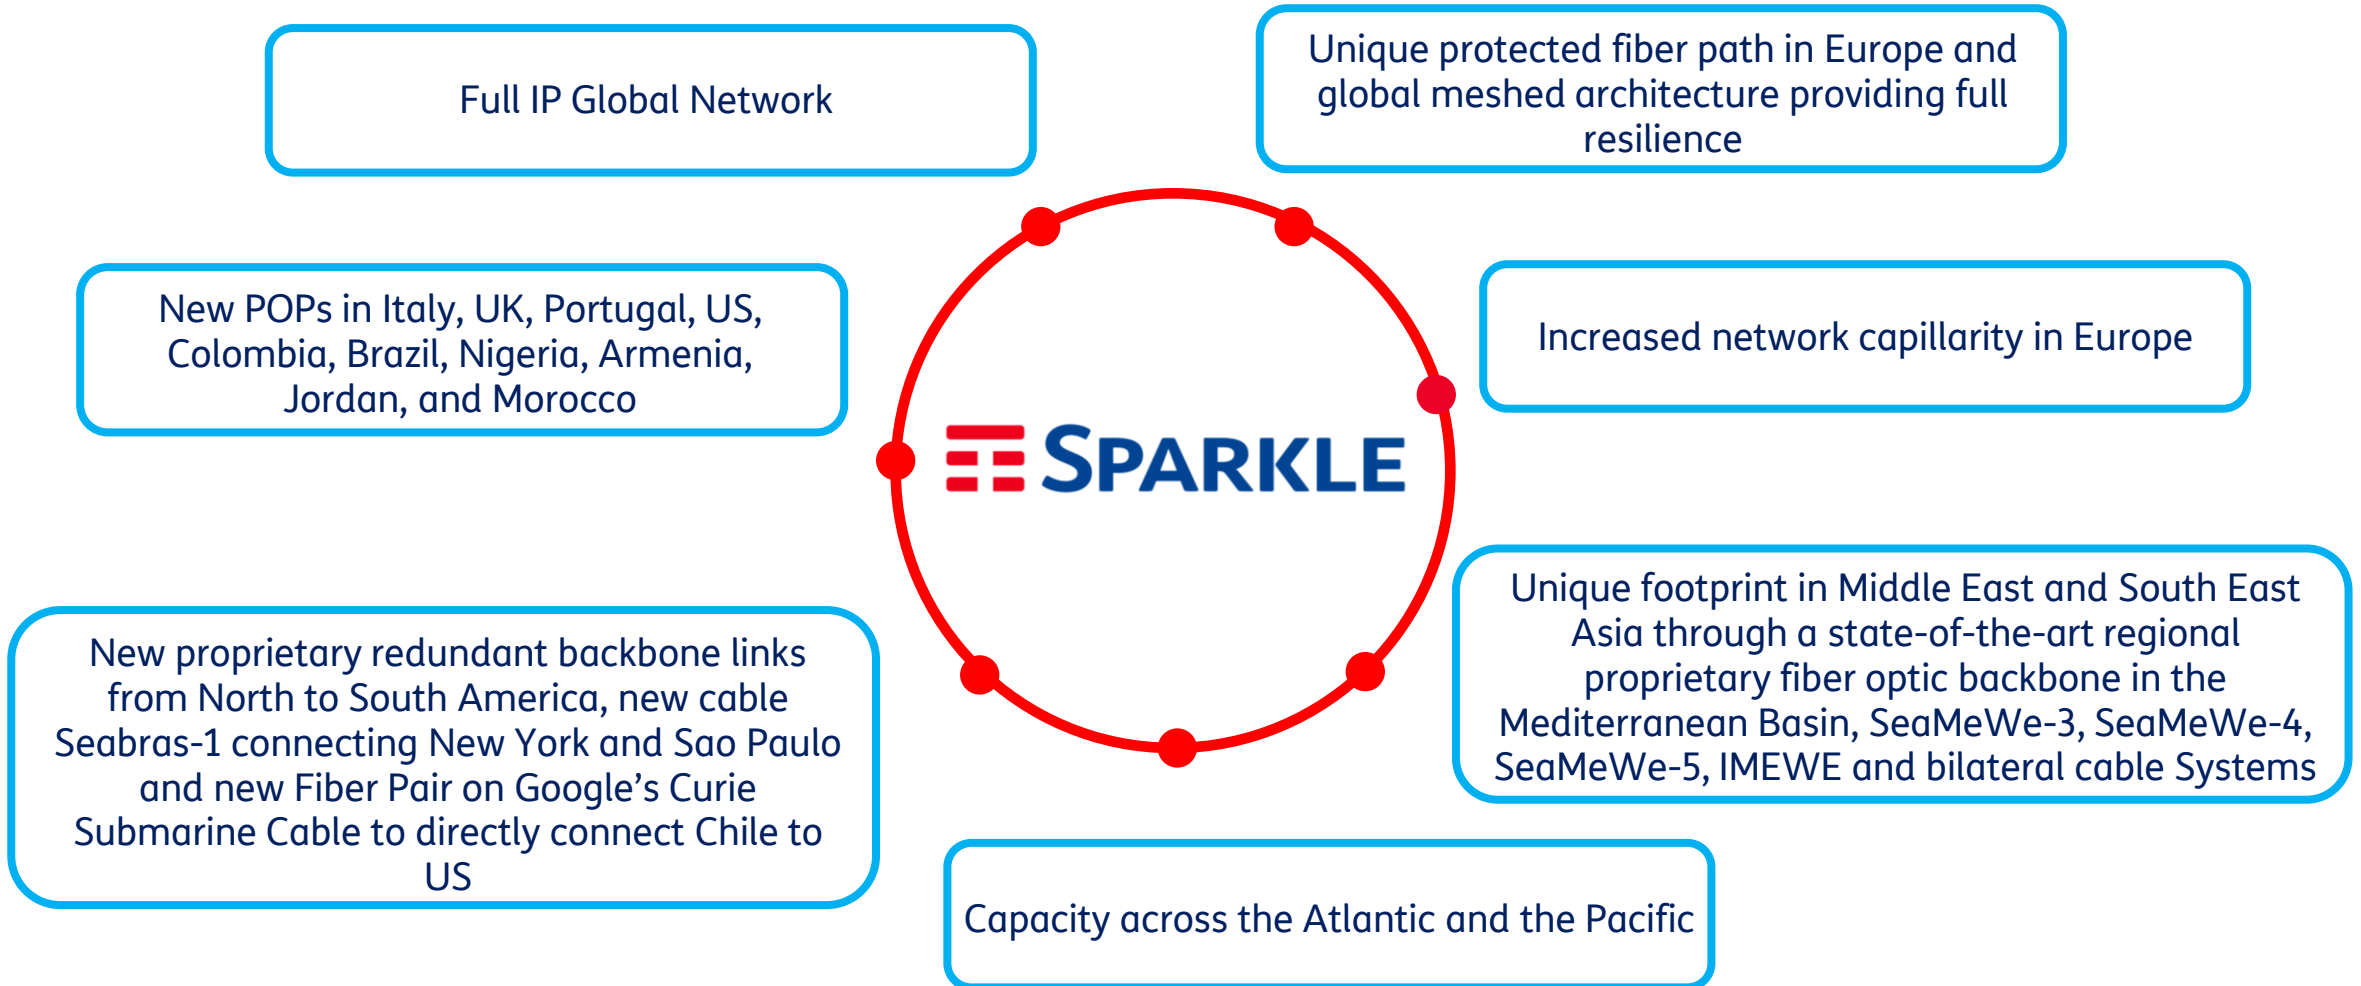 Full IP Global Network
Unique protected fiber path in Europe and
global meshed architecture providing full
resilience
New POPs in Italy, UK, Portugal, US,
Colombia, Brazil, Nigeria, Armenia,
Jordan, and Morocco
Increased network capillarity in Europe
SPARKLE
New proprietary redundant backbone links
from North to South America, new cable
Seabras-1 connecting New York and Sao Paulo
and new Fiber Pair on Google’s Curie
Submarine Cable to directly connect Chile to
US
Unique footprint in Middle East and South East
Asia through a state-of-the-art regional
proprietary fiber optic backbone in the
Mediterranean Basin, SeaMeWe-3, SeaMeWe-4,
SeaMeWe-5, IMEWE and bilateral cable Systems
Capacity across the Atlantic and the Pacific